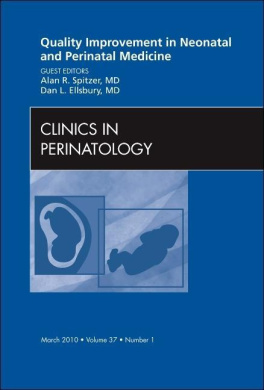 Quality Improvement in Neonatal
and Perinatal Medicine
GUEST EDITORS
Alan R. Spitzer, MD
Dan L. Ellsbury, MD
CLINICS IN
PERINATOLOGY
March 2010 • Volume 37 • Number 1